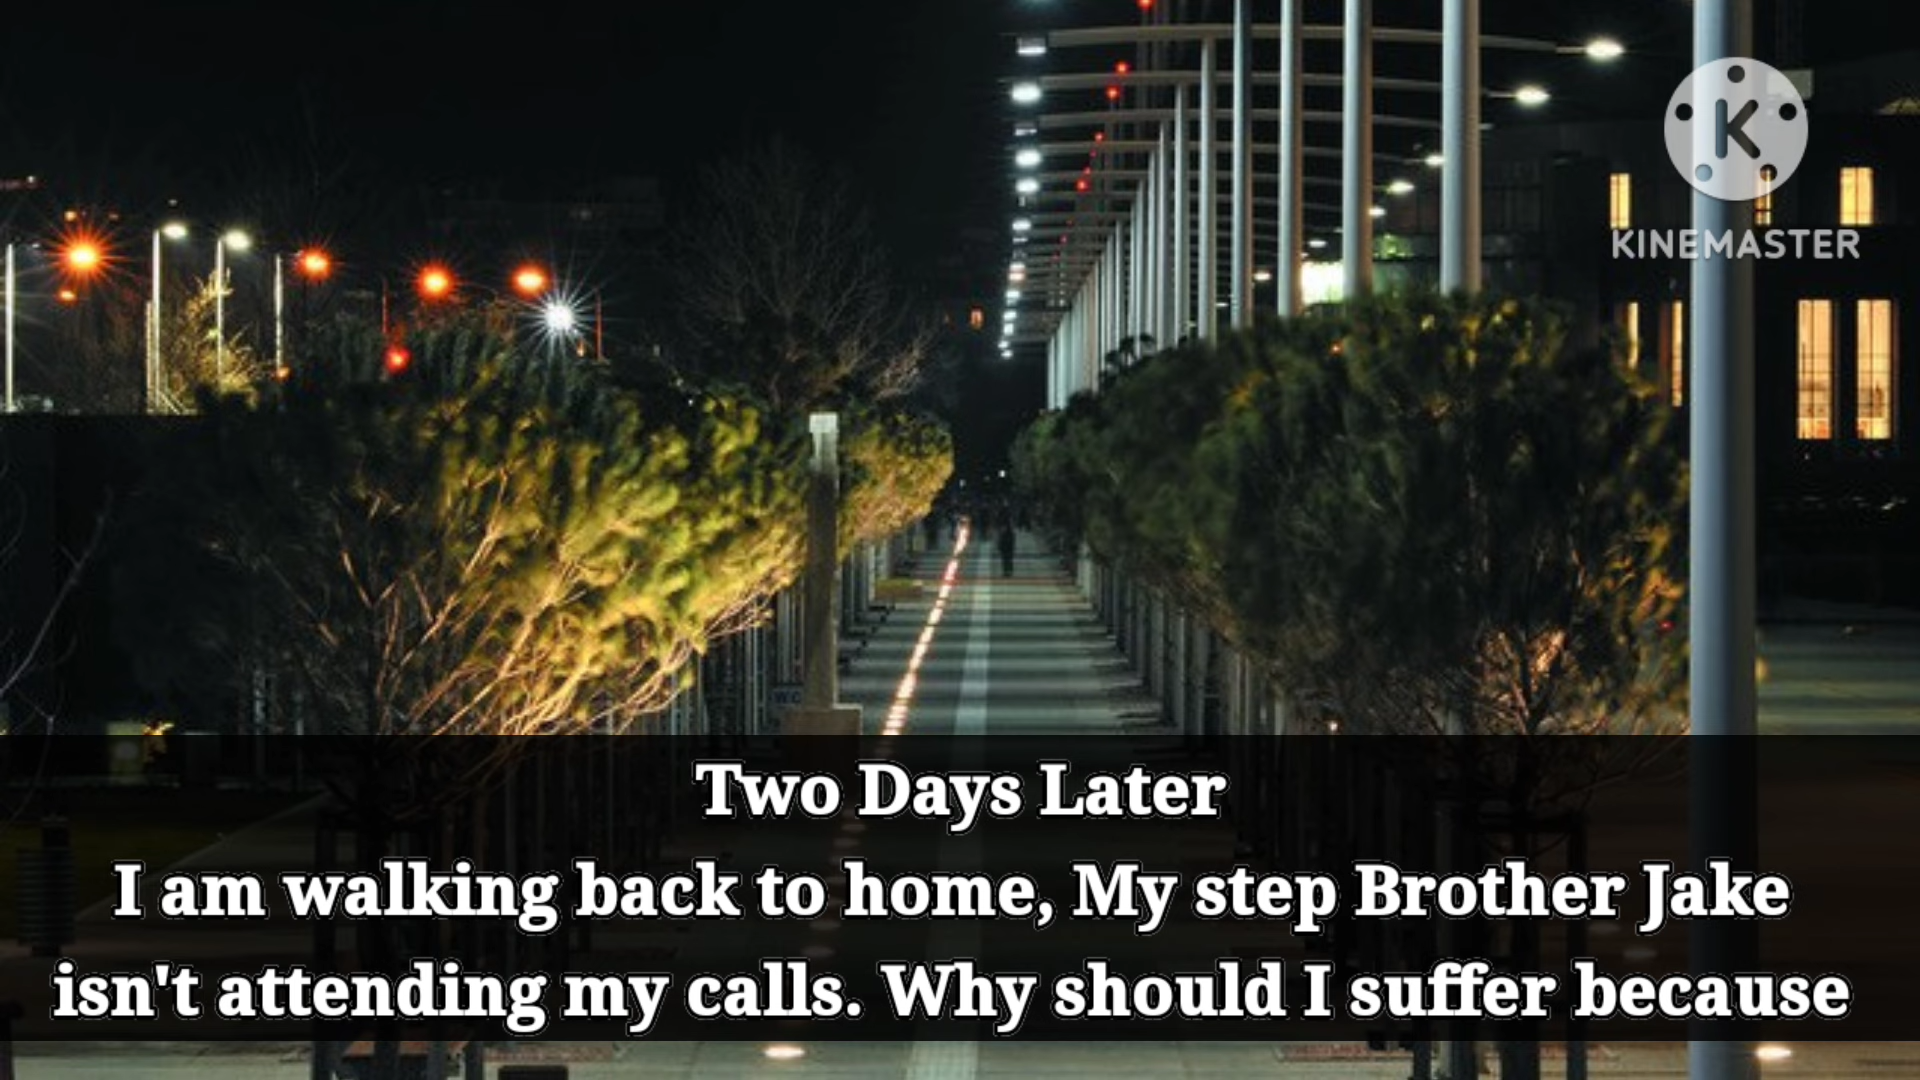 K
KINEMASTER
WC
Two Days Later
I am walking back to home, My step Brother Jake
isn't attending my calls. Why should I suffer because